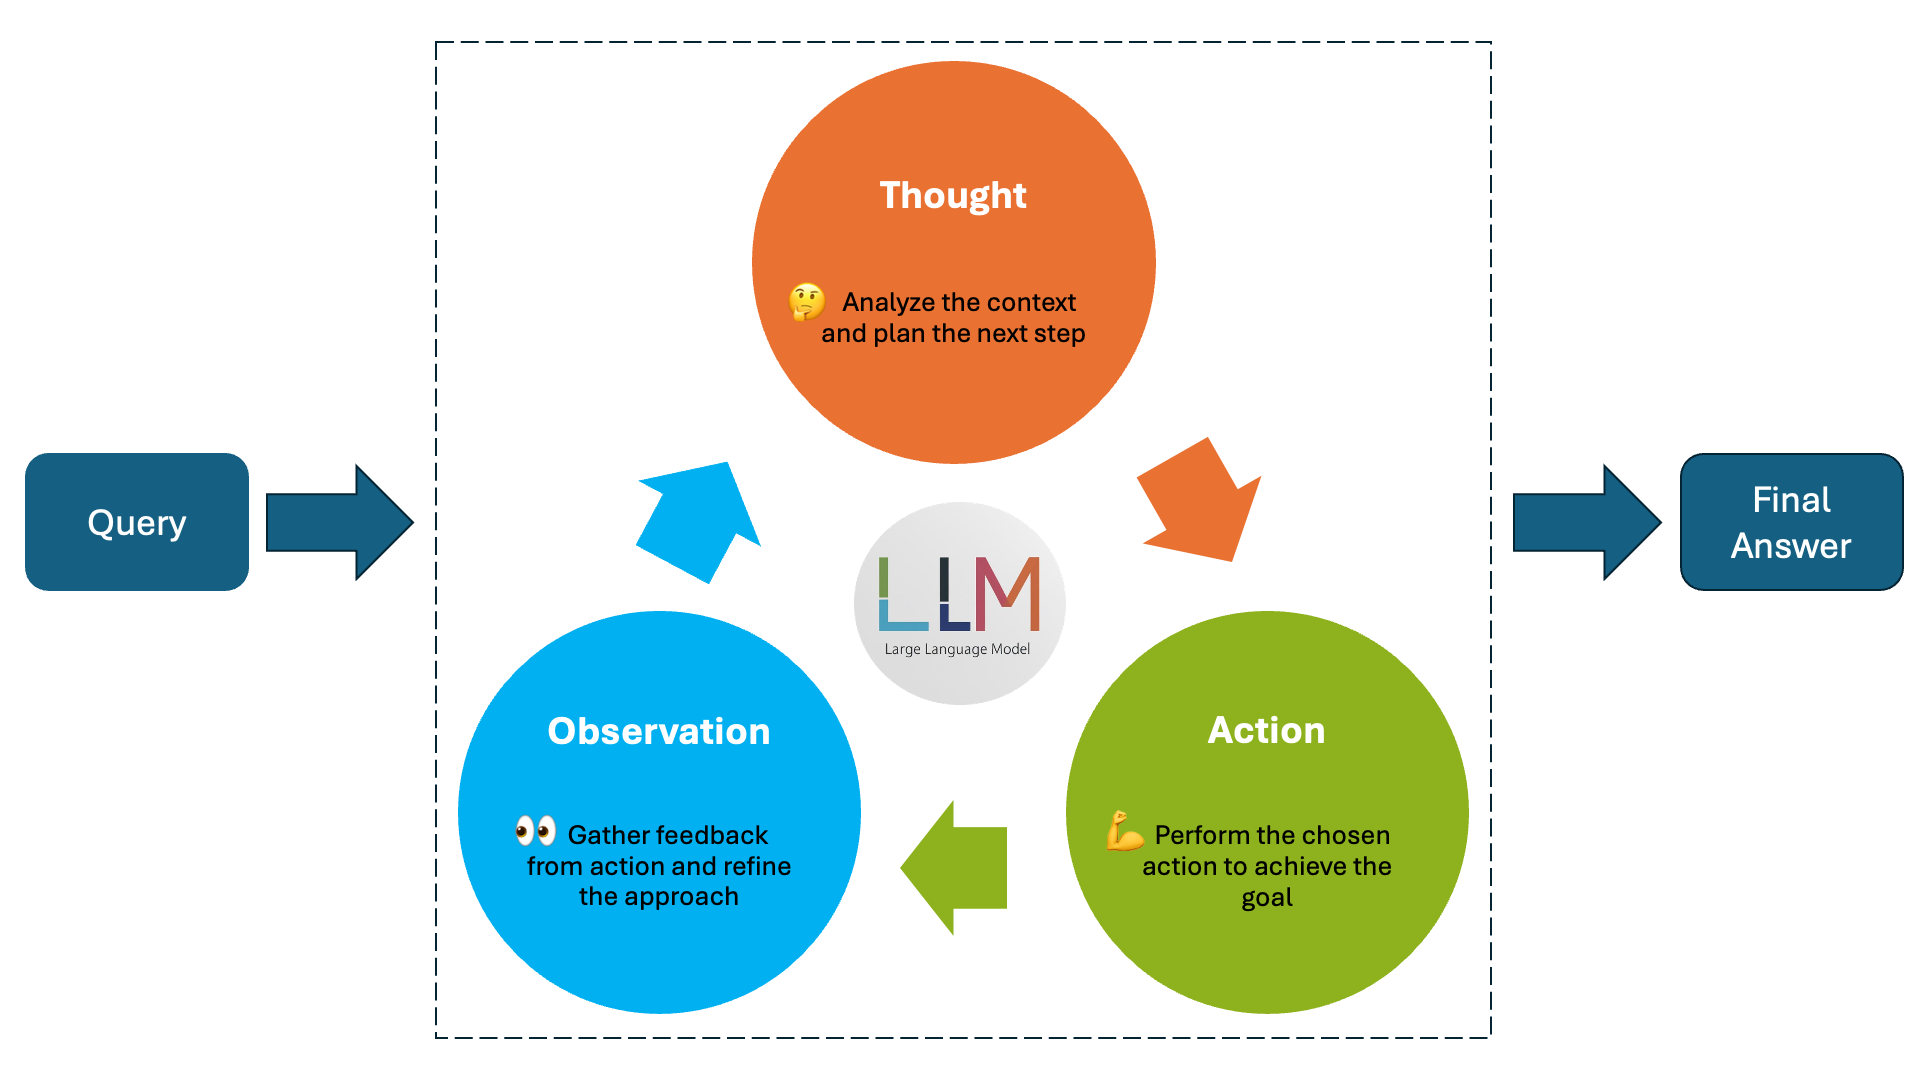 Thought
🤔 Analyze the context
and plan the next step
Query
Final
Answer
LLM
Large Language Model
Observation
👀 Gather feedback
from action and refine
the approach
Action
💪 Perform the chosen
action to achieve the
goal